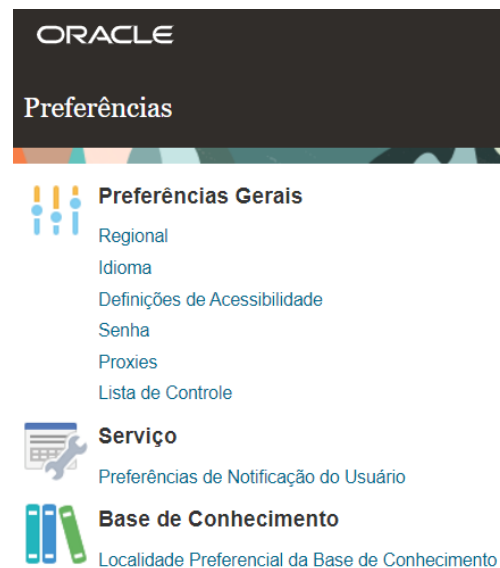 ORACLE
Preferências
Preferências Gerais
Regional
Idioma
Definições de Acessibilidade
Senha
Proxies
Lista de Controle
Serviço
Preferências de Notificação do Usuário
Base de Conhecimento
Localidade Preferencial da Base de Conhecimento